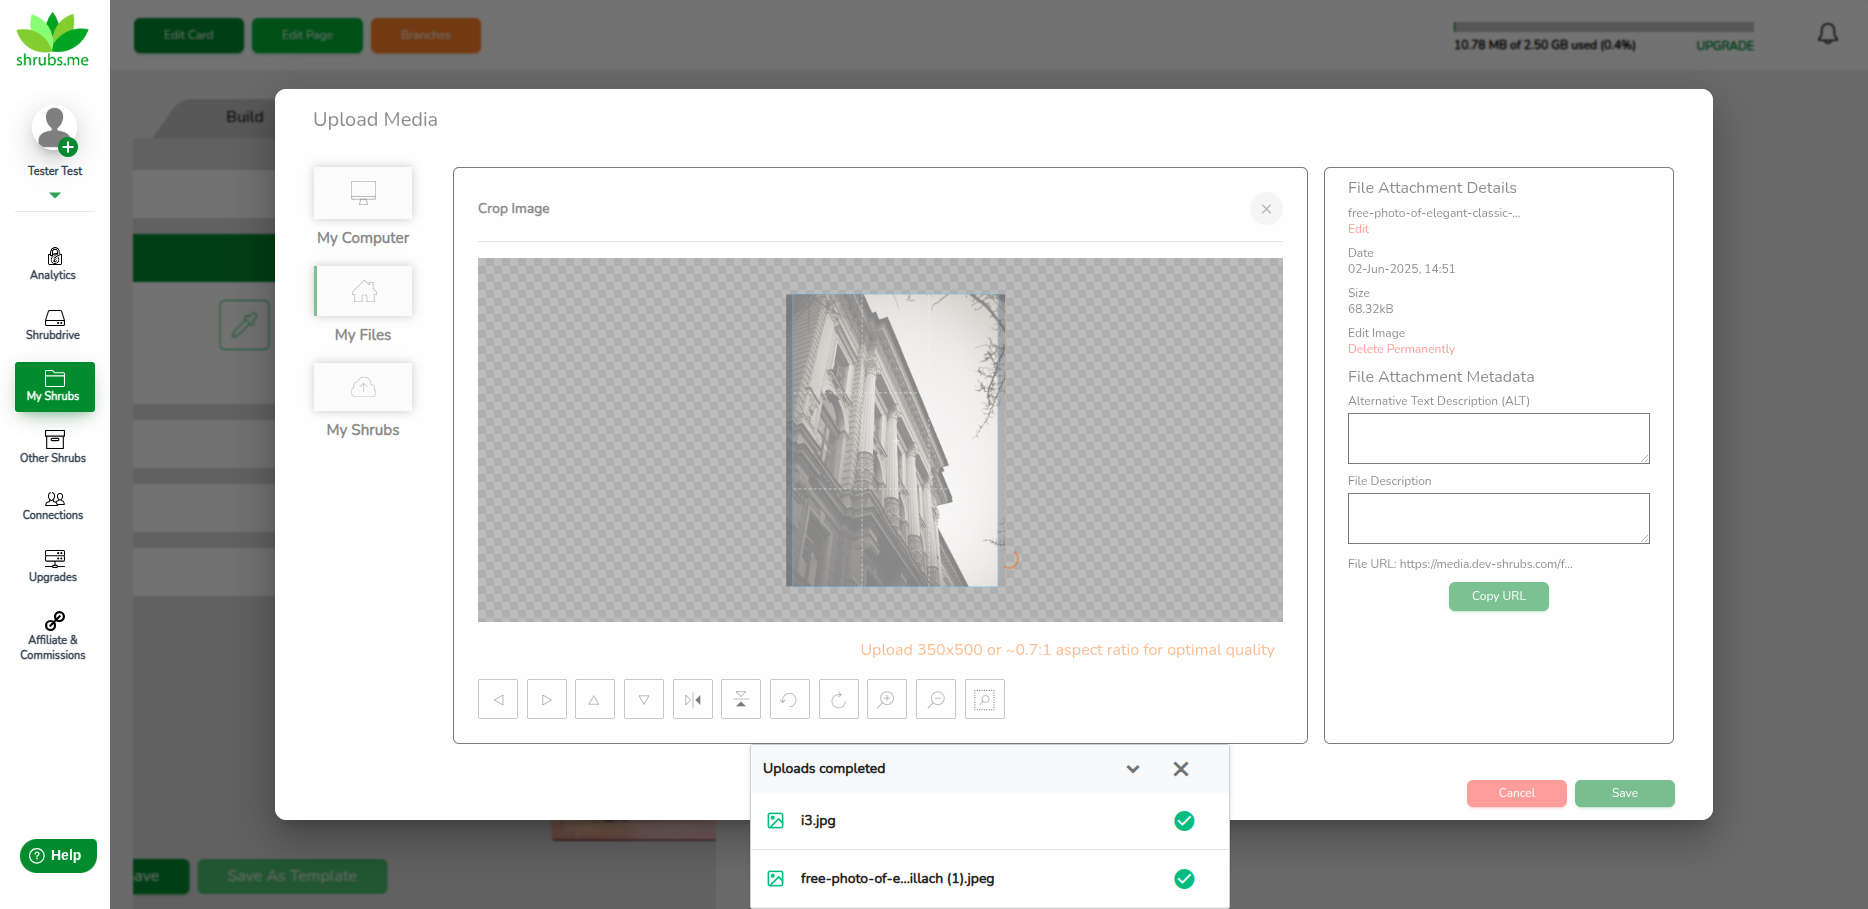 shrubs.me
Tester Test
Analytics
Shrubdrive
My Shrubs
Other Shrubs
Connections
Upgrades
Affiliate &
Commissions
Help
Edit Card
Edit Page
Branches
10.78 MB of 2.50 GB used (0.4%)
UPGRADE
Build
Upload Media
My Computer
My Files
My Shrubs
Crop Image
Upload 350x500 or ~0.7:1 aspect ratio for optimal quality
File Attachment Details
free-photo-of-elegant-classic-...
Edit
Date
02-Jun-2025, 14:51
Size
68.32kB
Edit Image
Delete Permanently
File Attachment Metadata
Alternative Text Description (ALT)
File Description
File URL: https://media.dev-shrubs.com/f...
Copy URL
Cancel
Save
Uploads completed
i3.jpg
free-photo-of-e...illach (1).jpeg
ave
Save As Template